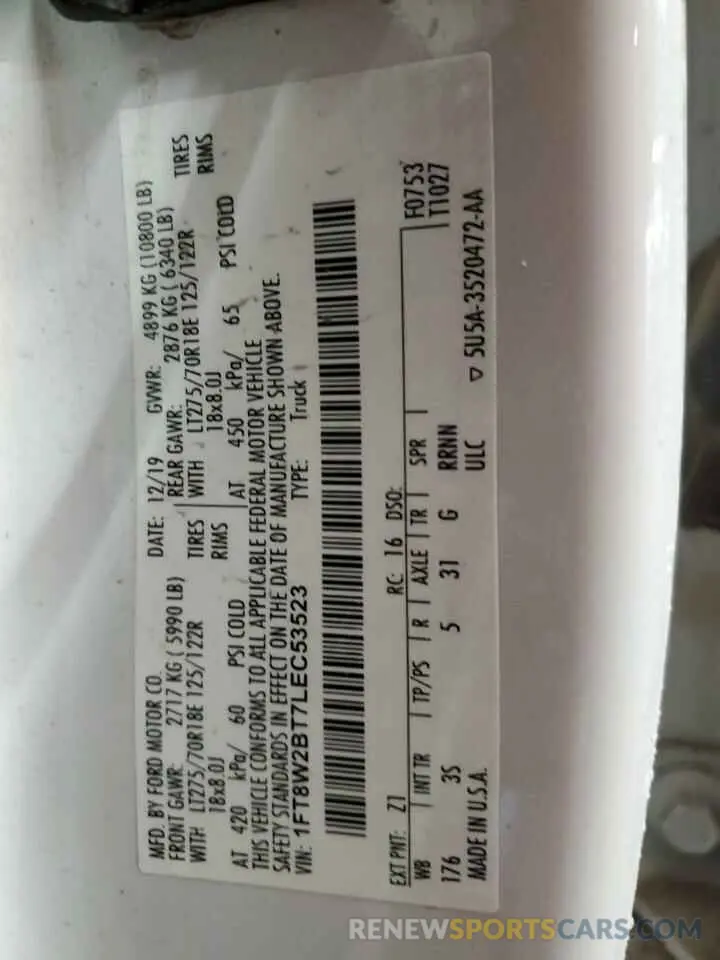 MFD. BY FORD MOTOR CO.
DATE: 12/19 GVWR: 4899 KG (10800 LB)
FRONT GAWR: 2717 KG ( 5990 LB)
REAR GAWR: 2876 KG ( 6340 LB)
WITH LT275/70R18E 125/122R TIRES
WITH LT275/70R18E 125/122R TIRES
18x8.0J RIMS
18x8.0J RIMS
AT 420 kPa/ 60 PSI COLD
AT 450 kPa/ 65 PSI COLD
THIS VEHICLE CONFORMS TO ALL APPLICABLE FEDERAL MOTOR VEHICLE
SAFETY STANDARDS IN EFFECT ON THE DATE OF MANUFACTURE SHOWN ABOVE.
VIN: 1FT8W2BT7LEC53523 TYPE: Truck
EXT PNT: Z1 RC: 16 DSO: F0753
WB INT TR TP/PS R AXLE TR SPR T1027
176 3S 5 31 G RRNN
MADE IN U.S.A. ULC ▽ 5U5A-3520472-AA
RENEWSPORTSCARS.COM